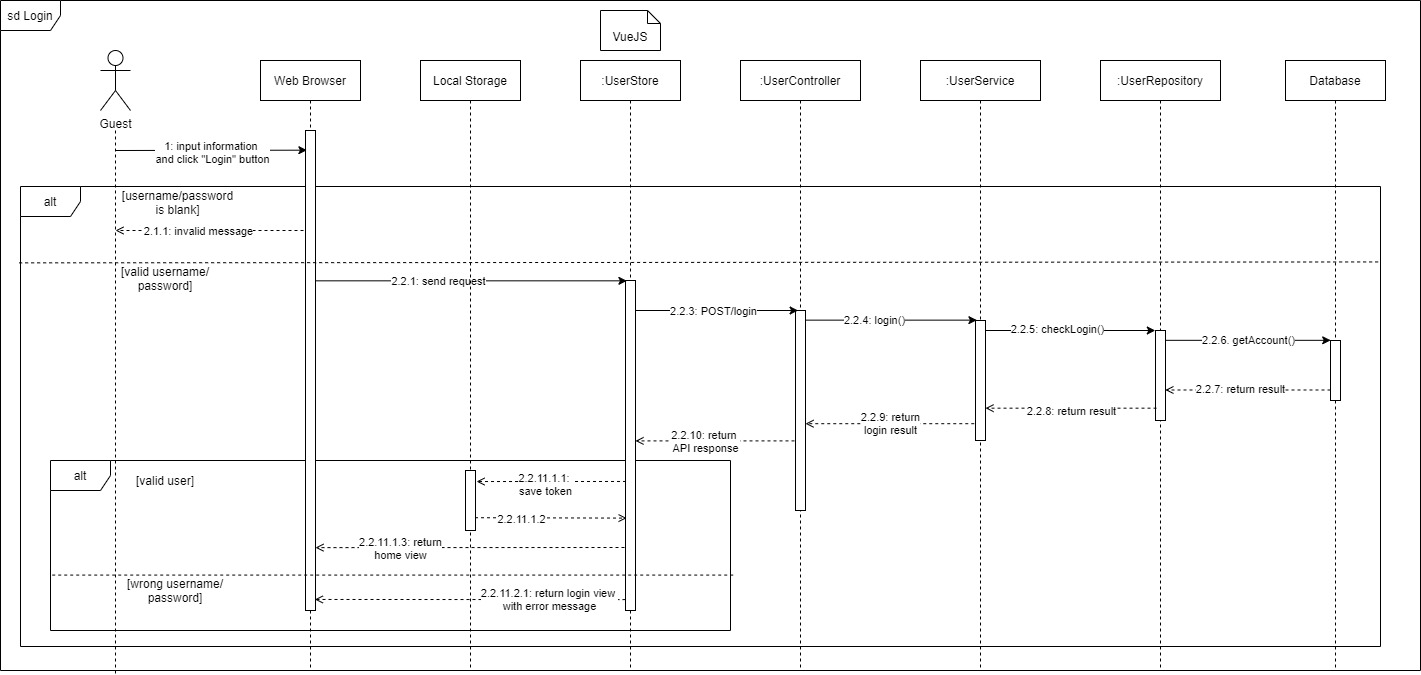 sd Login
VueJS
Web Browser
Local Storage
:UserStore
:UserController
:UserService
:UserRepository
Database
Guest
1: input information
and click "Login" button
alt
[username/password
is blank]
2.1.1: invalid message
[valid username/
password]
2.2.1: send request
2.2.3: POST/login
2.2.4: login()
2.2.5: checkLogin()
2.2.6. getAccount()
2.2.7: return result
2.2.8: return result
2.2.9: return
login result
2.2.10: return
API response
alt
[valid user]
2.2.11.1.1:
save token
2.2.11.1.2
2.2.11.1.3: return
home view
[wrong username/
password]
2.2.11.2.1: return login view
with error message